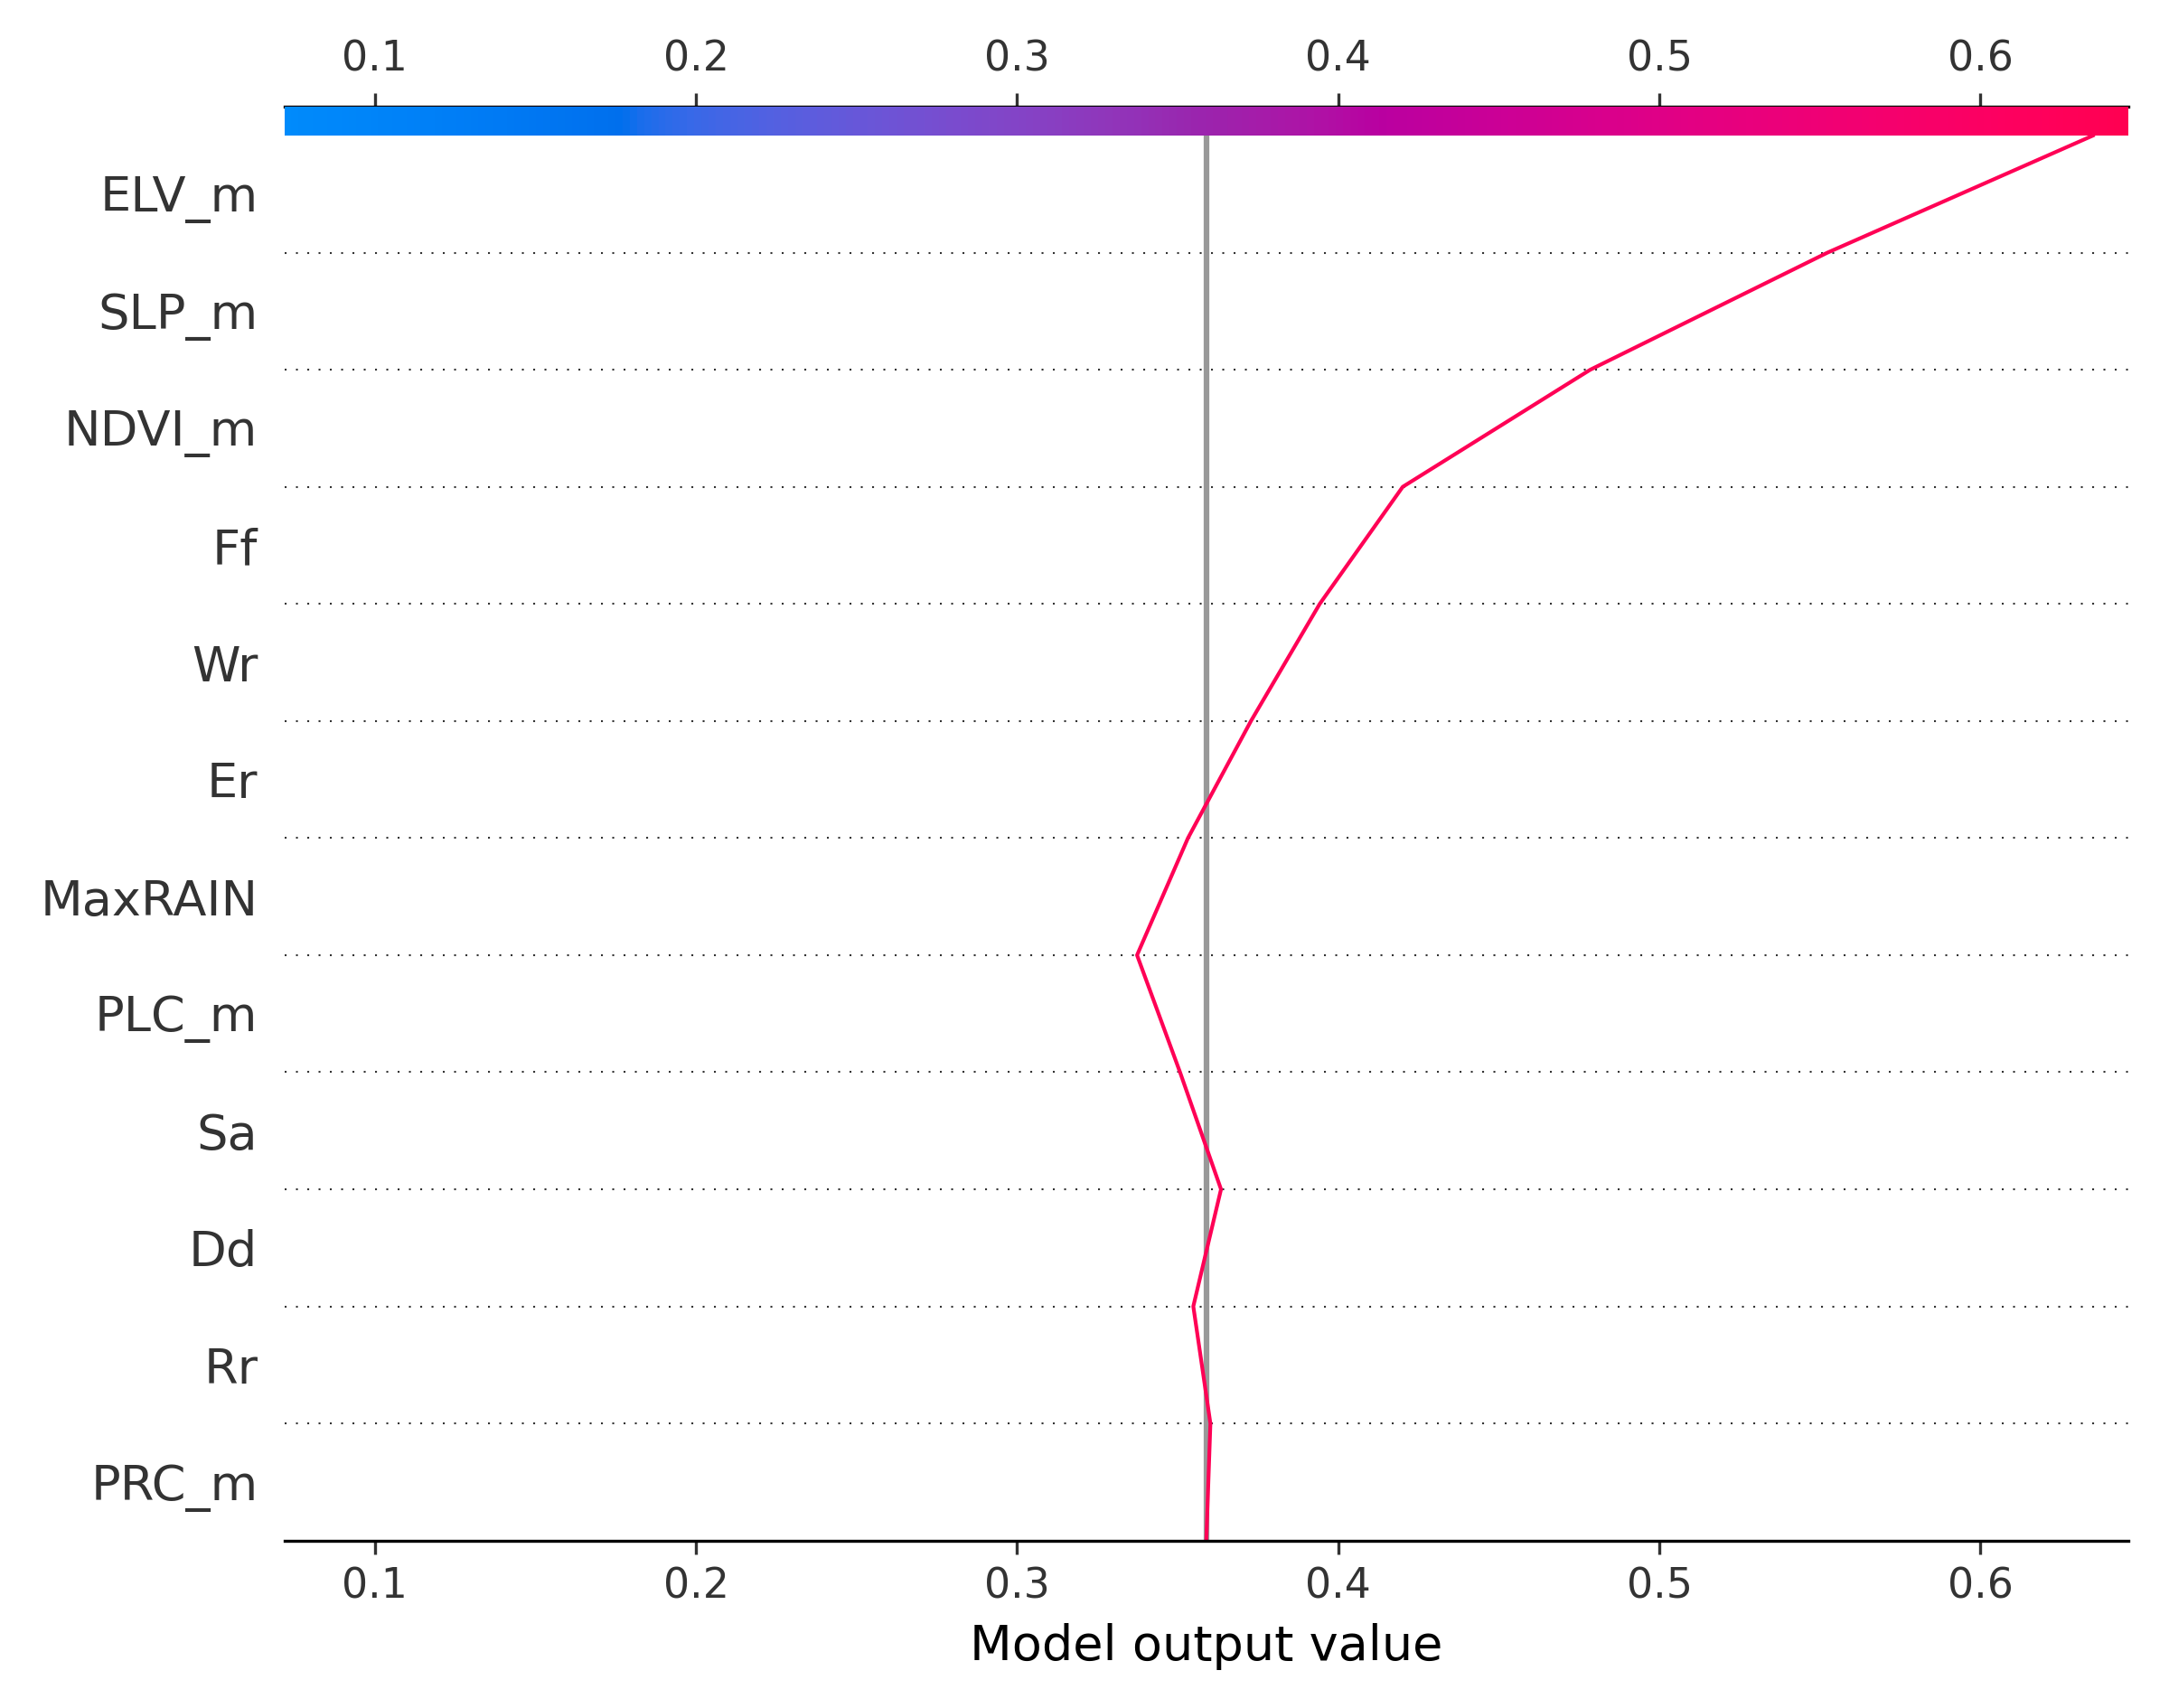 0.1 0.2 0.3 0.4 0.5 0.6
ELV_m
SLP_m
NDVI_m
Ff
Wr
Er
MaxRAIN
PLC_m
Sa
Dd
Rr
PRC_m
0.1 0.2 0.3 0.4 0.5 0.6
Model output value